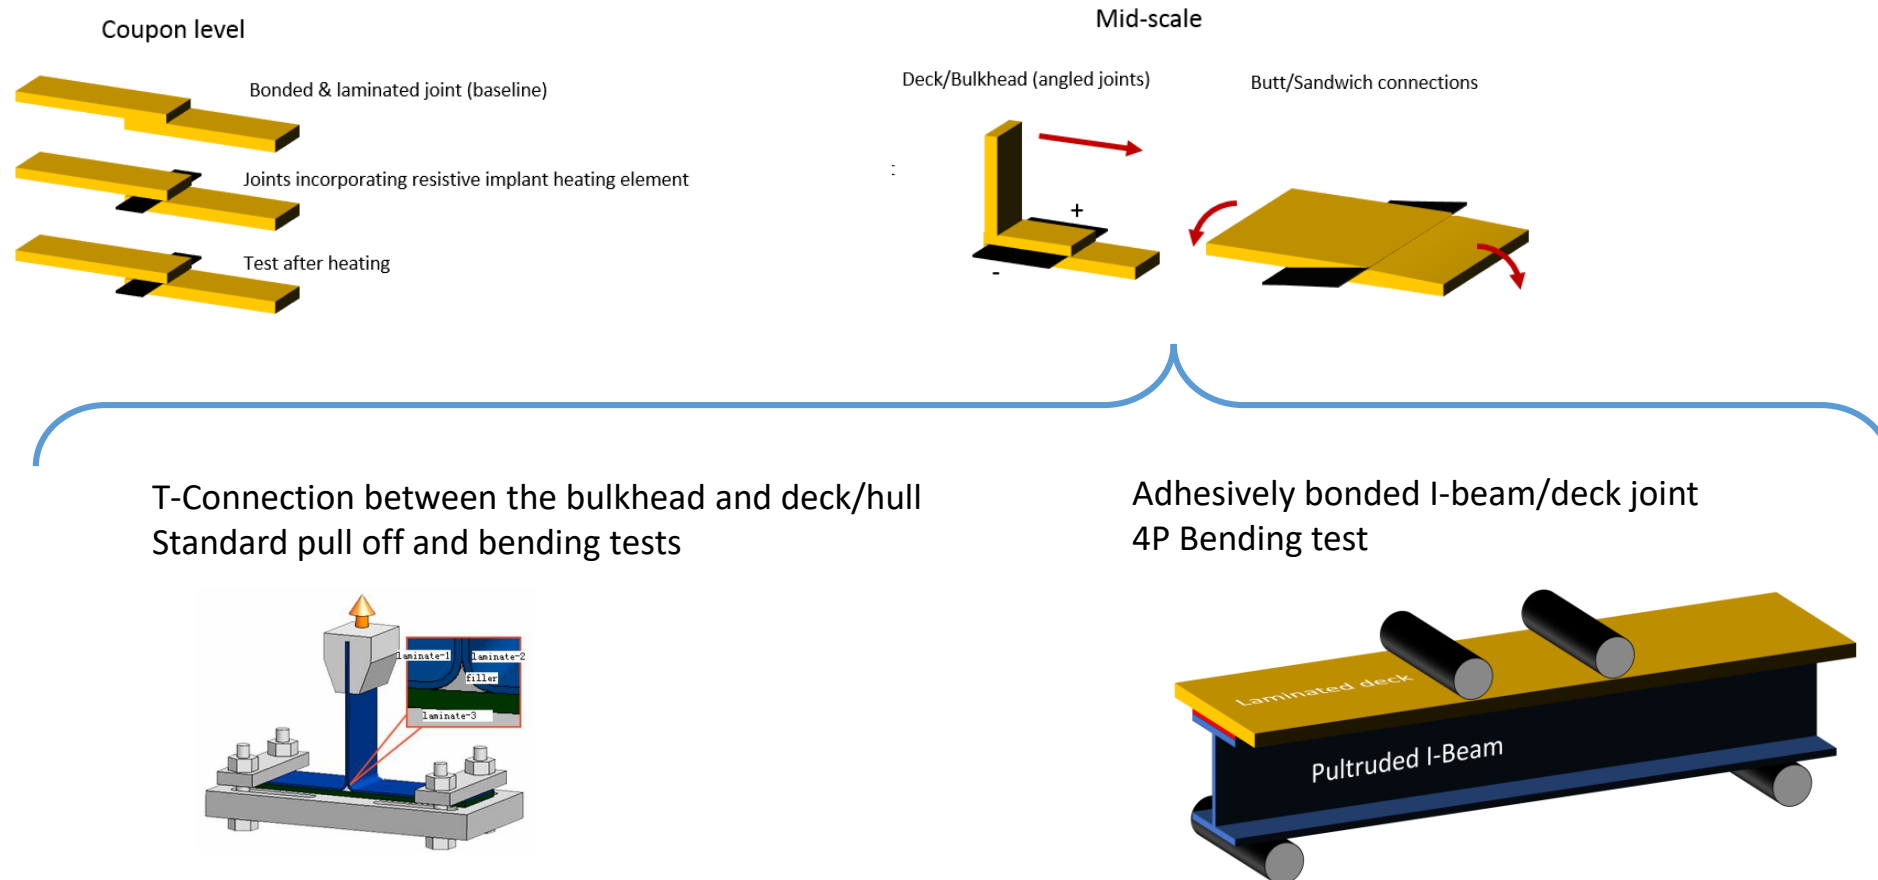 Coupon level
Bonded & laminated joint (baseline)
Joints incorporating resistive implant heating element
Test after heating
Mid-scale
Deck/Bulkhead (angled joints)
Butt/Sandwich connections
+
-
T-Connection between the bulkhead and deck/hull
Standard pull off and bending tests
laminate-1
laminate-2
filler
laminate-3
Adhesively bonded I-beam/deck joint
4P Bending test
Laminated deck
Pultruded I-Beam